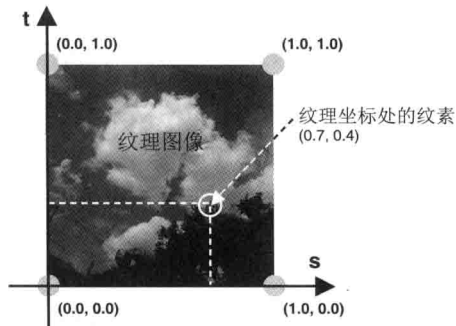 t
(0.0, 1.0)
(1.0, 1.0)
纹理图像
纹理坐标处的纹素
(0.7, 0.4)
s
(0.0, 0.0)
(1.0, 0.0)